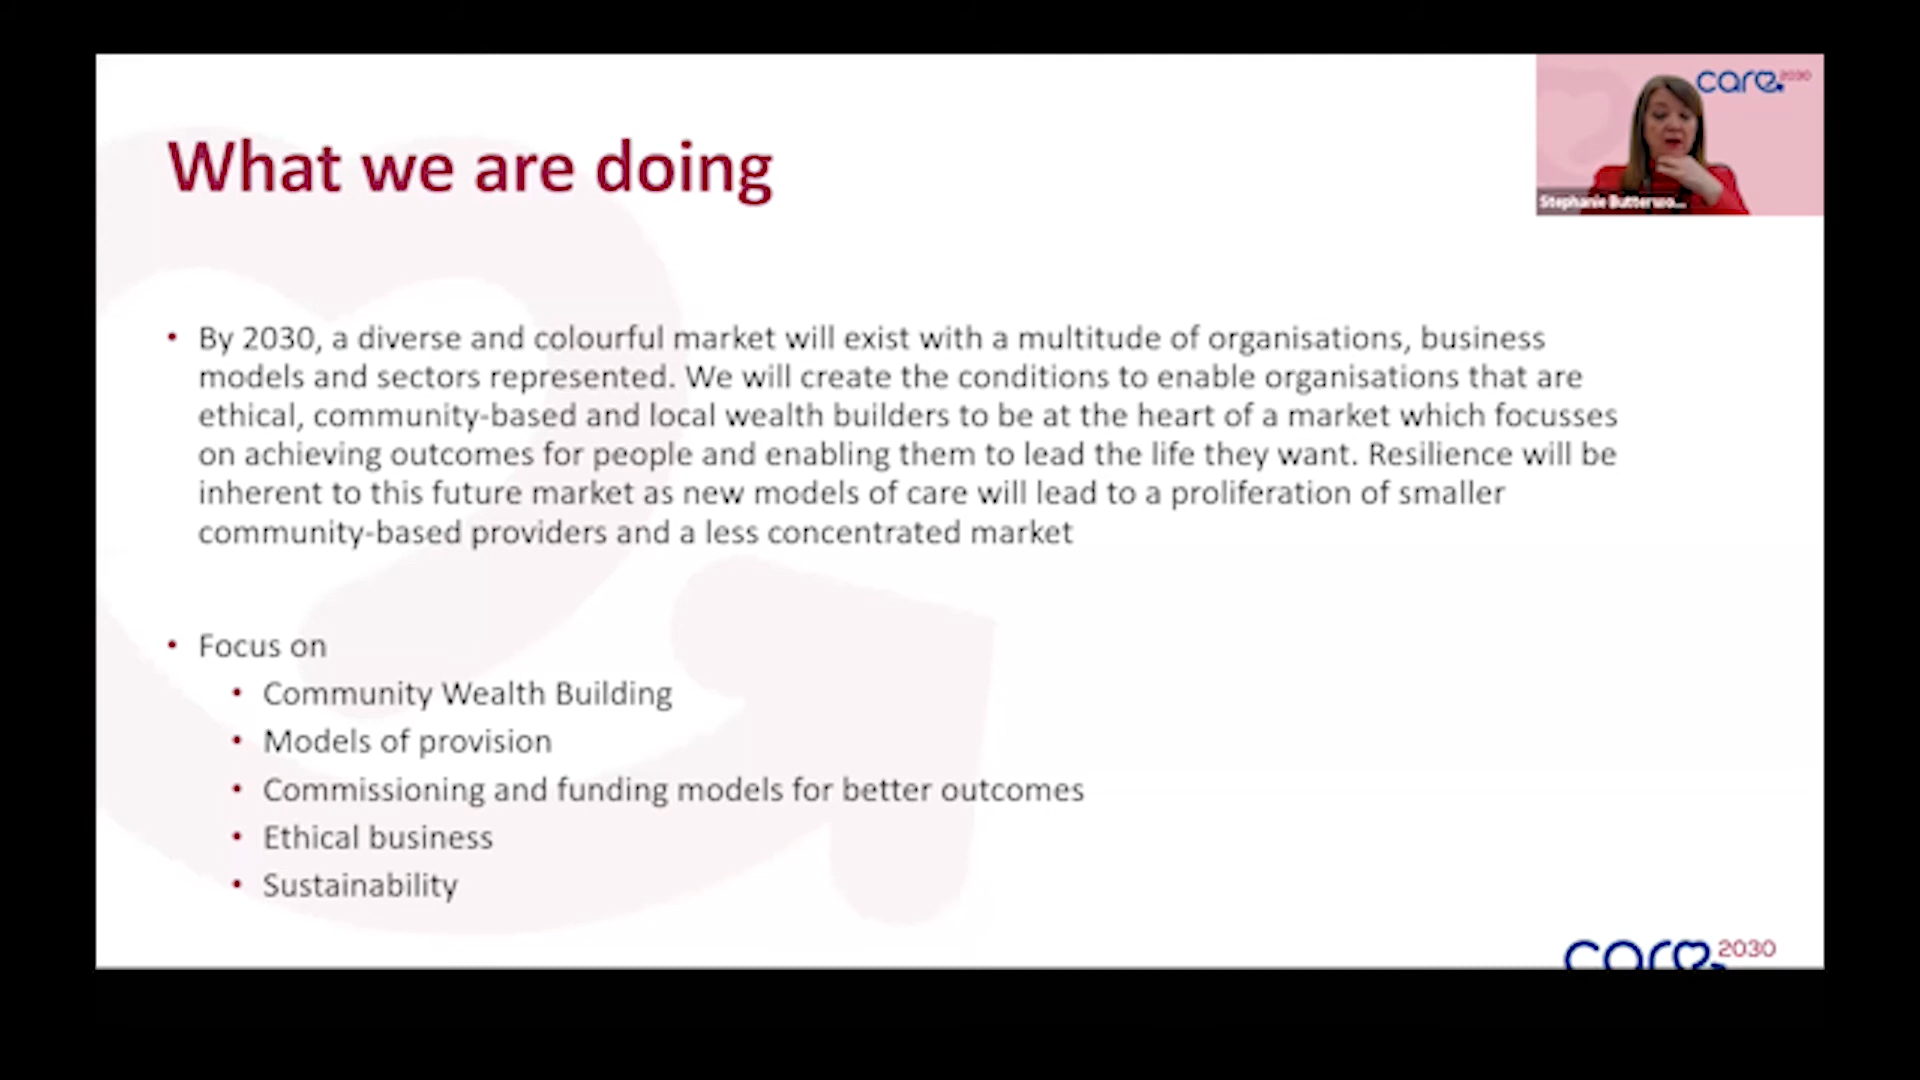 care 2030
Stephanie Butterwo...
What we are doing
• By 2030, a diverse and colourful market will exist with a multitude of organisations, business
models and sectors represented. We will create the conditions to enable organisations that are
ethical, community-based and local wealth builders to be at the heart of a market which focusses
on achieving outcomes for people and enabling them to lead the life they want. Resilience will be
inherent to this future market as new models of care will lead to a proliferation of smaller
community-based providers and a less concentrated market
• Focus on
• Community Wealth Building
• Models of provision
• Commissioning and funding models for better outcomes
• Ethical business
• Sustainability
care 2030